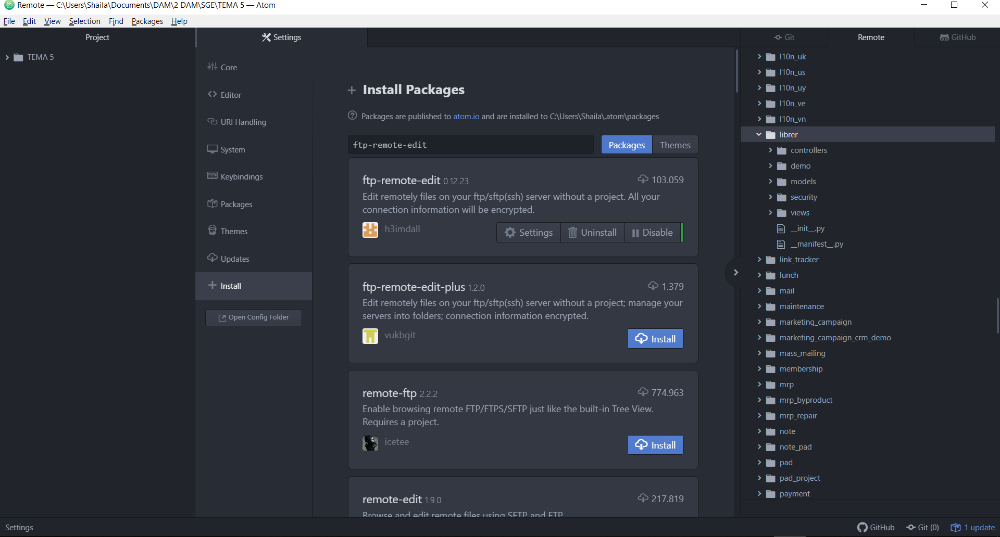 Remote — C:\Users\Shaila\Documents\DAM\2 DAM\SGE\TEMA 5 — Atom
File Edit View Selection Find Packages Help
Project
TEMA 5
Settings
Core
Editor
URI Handling
System
Keybindings
Packages
Themes
Updates
Install
Open Config Folder
Install Packages
Packages are published to atom.io and are installed to C:\Users\Shaila\.atom\packages
ftp-remote-edit
Packages Themes
ftp-remote-edit 0.12.23 103.059
Edit remotely files on your ftp/sftp(ssh) server without a project. All your
connection information will be encrypted.
h3imdall
Settings Uninstall Disable
ftp-remote-edit-plus 1.2.0 1.379
Edit remotely files on your ftp/sftp(ssh) server without a project; manage your
servers into folders; connection information encrypted.
vukbgit
Install
remote-ftp 2.2.2 774.963
Enable browsing remote FTP/FTPS/SFTP just like the built-in Tree View.
Requires a project.
icetee
Install
remote-edit 1.9.0 217.819
Browse and edit remote files using SFTP and FTP
Git Remote GitHub
l10n_uk
l10n_us
l10n_uy
l10n_ve
l10n_vn
librer
controllers
demo
models
security
views
__init__.py
__manifest__.py
link_tracker
lunch
mail
maintenance
marketing_campaign
marketing_campaign_crm_demo
mass_mailing
membership
mrp
mrp_byproduct
mrp_repair
note
note_pad
pad
pad_project
payment
Settings
GitHub Git (0) 1 update